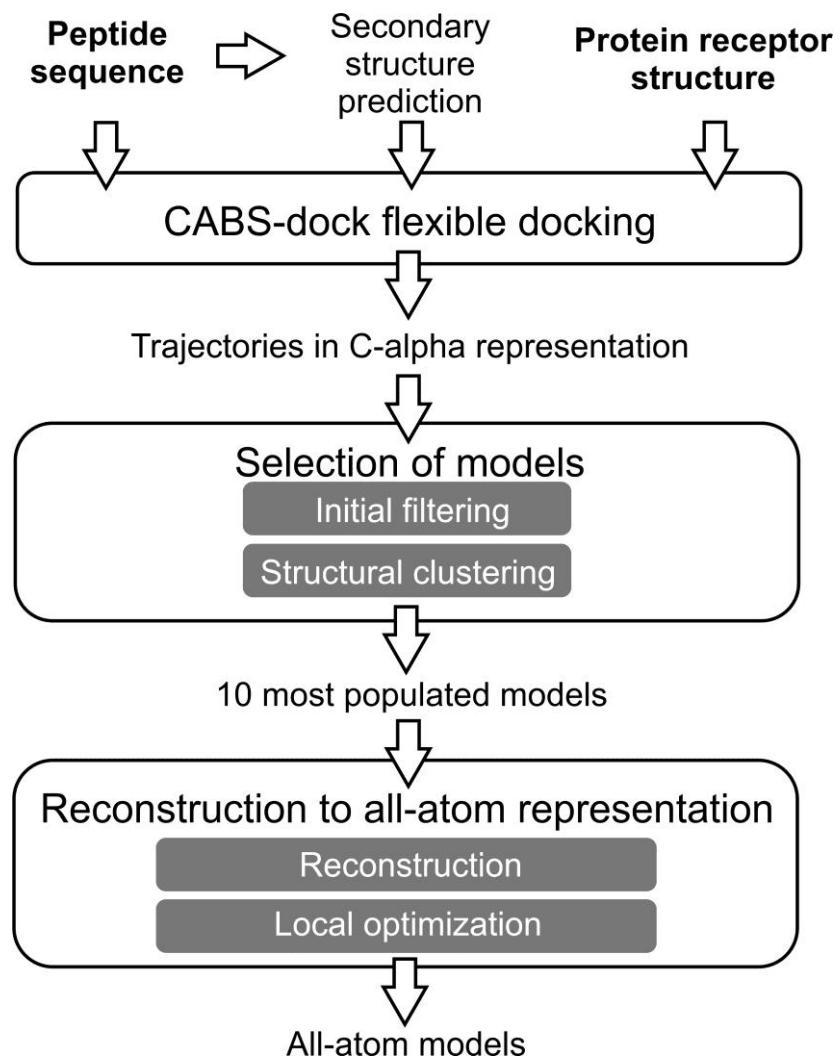 Peptide
sequence
Secondary
structure
prediction
Protein receptor
structure
CABS-dock flexible docking
Trajectories in C-alpha representation
Selection of models
Initial filtering
Structural clustering
10 most populated models
Reconstruction to all-atom representation
Reconstruction
Local optimization
All-atom models